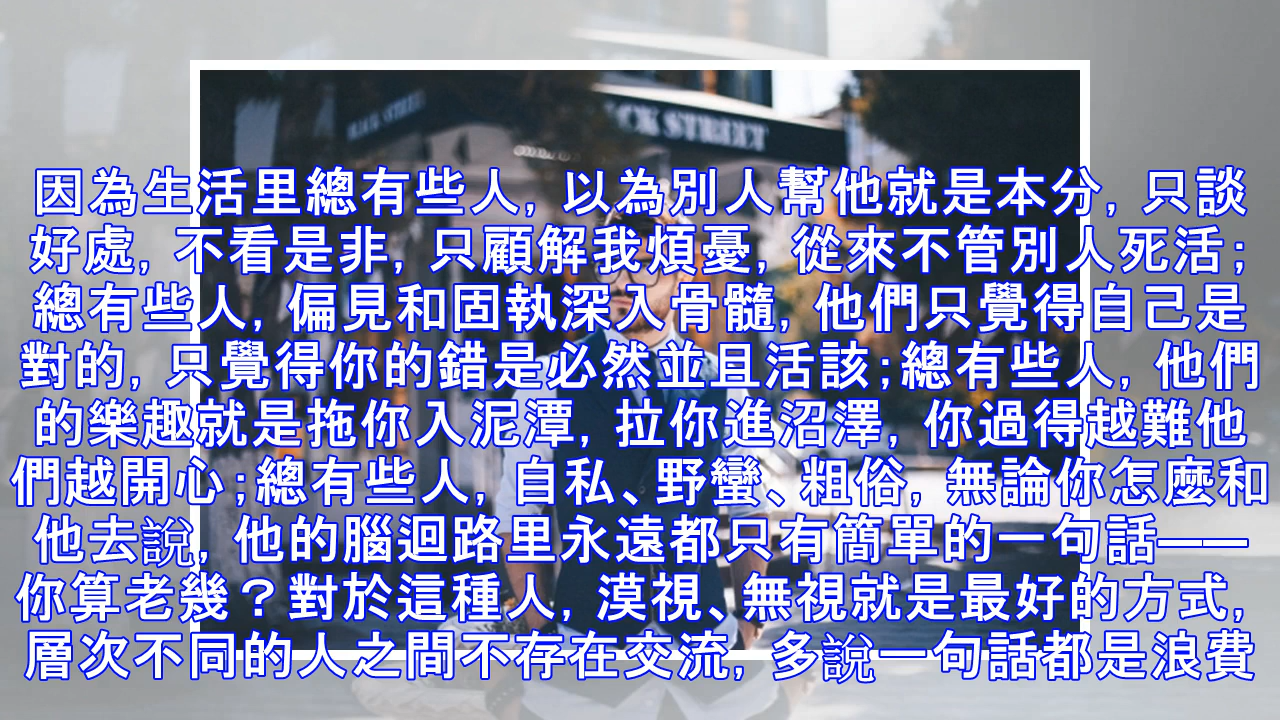 CK STREET
因為生活里總有些人, 以為別人幫他就是本分, 只談
好處, 不看是非, 只顧解我煩憂, 從來不管別人死活;
總有些人, 偏見和固執深入骨髓, 他們只覺得自己是
對的, 只覺得你的錯是必然並且活該;總有些人, 他們
的樂趣就是拖你入泥潭, 拉你進沼澤, 你過得越難他
們越開心;總有些人, 自私、野蠻、粗俗, 無論你怎麼和
他去說, 他的腦迴路里永遠都只有簡單的一句話——
你算老幾？對於這種人, 漠視、無視就是最好的方式,
層次不同的人之間不存在交流, 多說一句話都是浪費